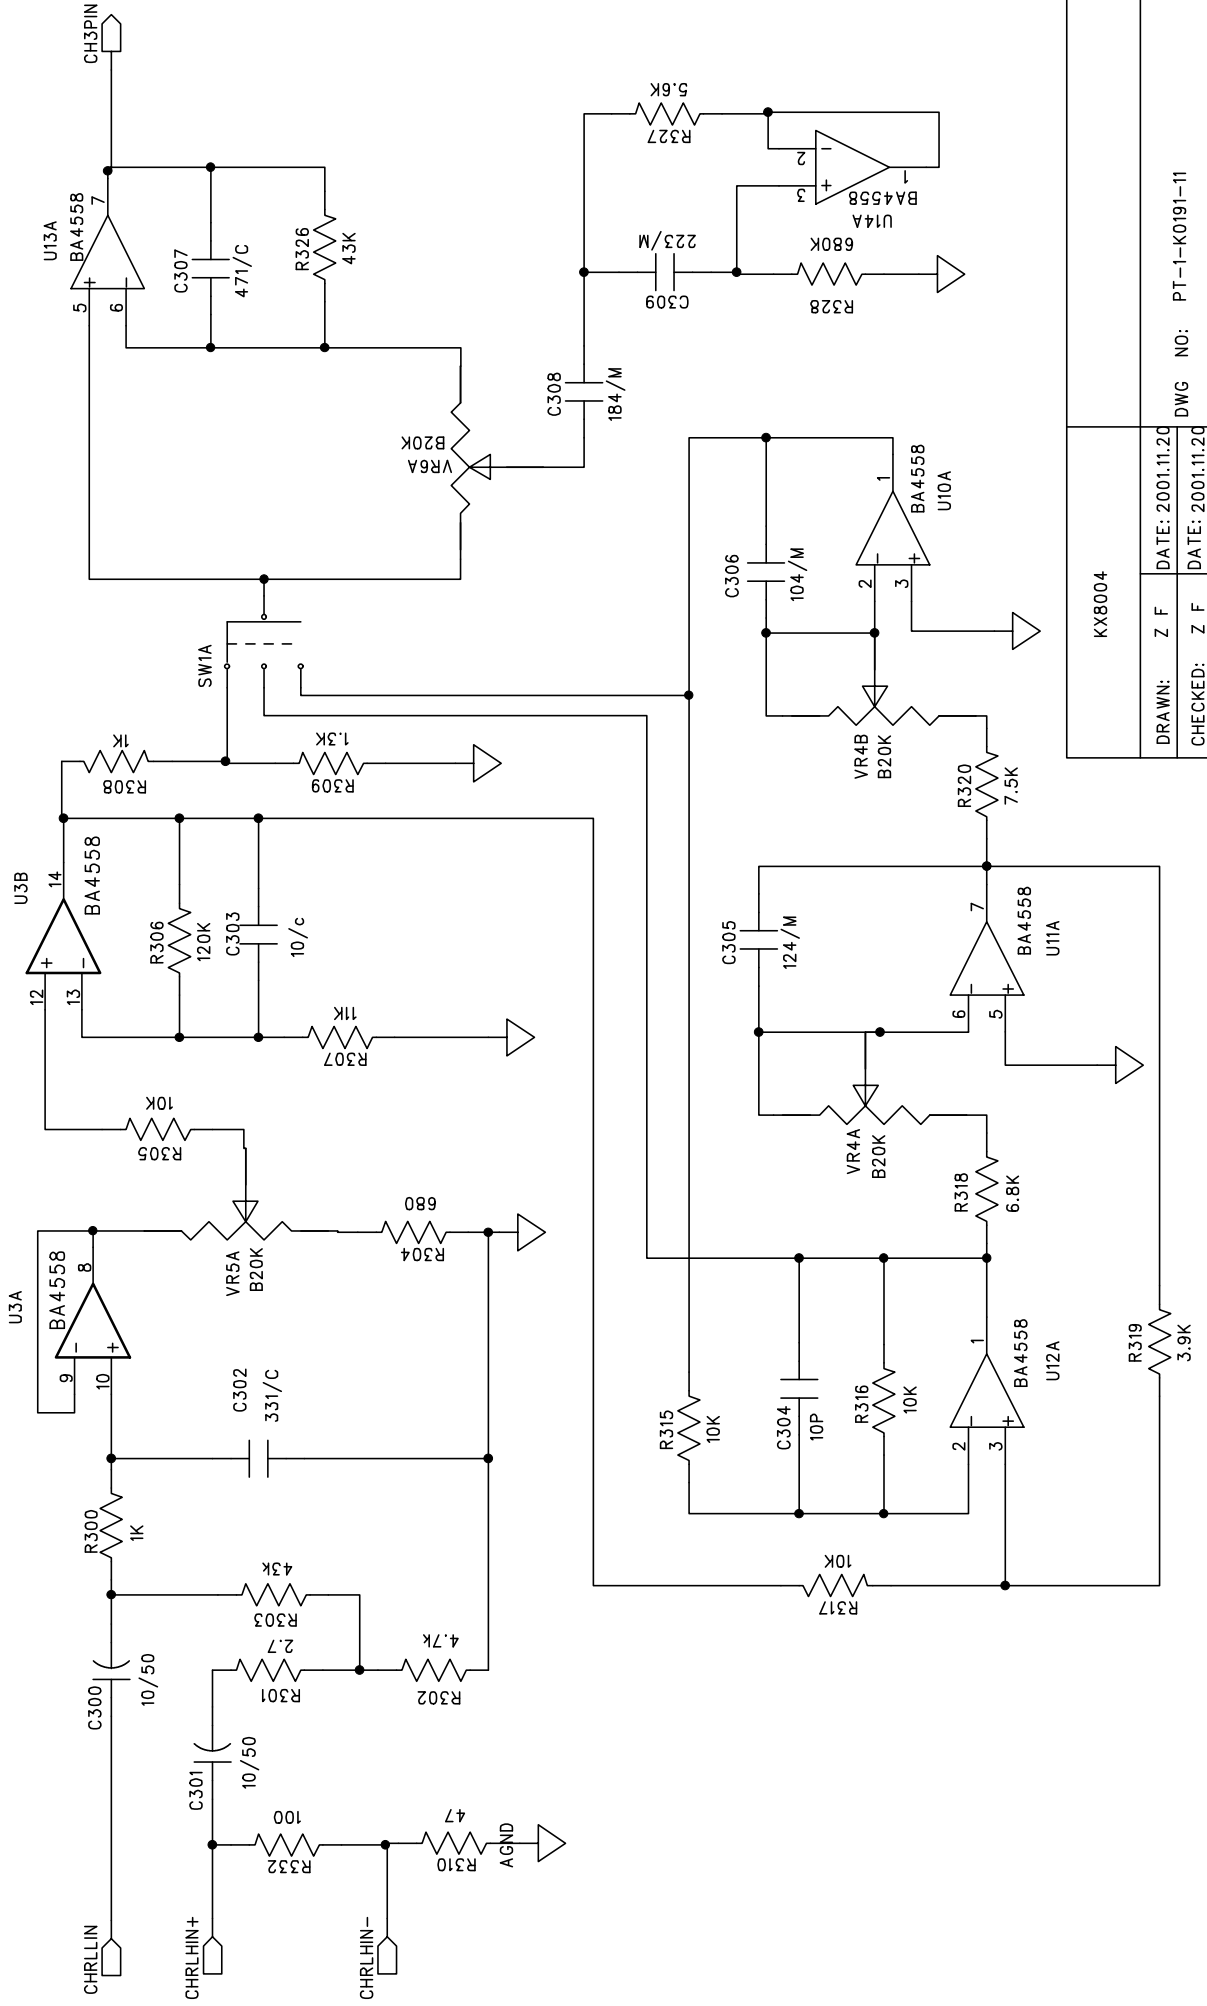 CHRLLIN
C300
10/50
R300
1K
CHRLHIN+
C301
10/50
R301
2.7
R303
43k
R302
4.7k
CHRLHIN-
R332
100
R310
47
AGND
C302
331/C
U3A
BA4558
9
10
8
-
+
VR5A
B20K
R304
680
R305
10K
U3B
BA4558
12
13
14
+
-
R306
120K
C303
10/c
R307
11K
R308
1K
R309
1.3K
SW1A
U13A
BA4558
5
6
7
+
-
C307
471/C
R326
43K
CH3PIN
VR6A
B20K
C308
184/M
C309
223/M
R327
5.6K
R328
680K
U14A
BA4558
3
2
1
+
-
R317
10K
R315
10K
C304
10P
R316
10K
U12A
BA4558
2
3
1
-
+
R319
3.9K
R318
6.8K
VR4A
B20K
C305
124/M
U11A
BA4558
6
5
7
-
+
R320
7.5K
VR4B
B20K
C306
104/M
U10A
BA4558
2
3
1
-
+
KX8004
DRAWN: Z F DATE: 2001.11.20
CHECKED: Z F DATE: 2001.11.20
DWG NO: PT-1-K0191-11